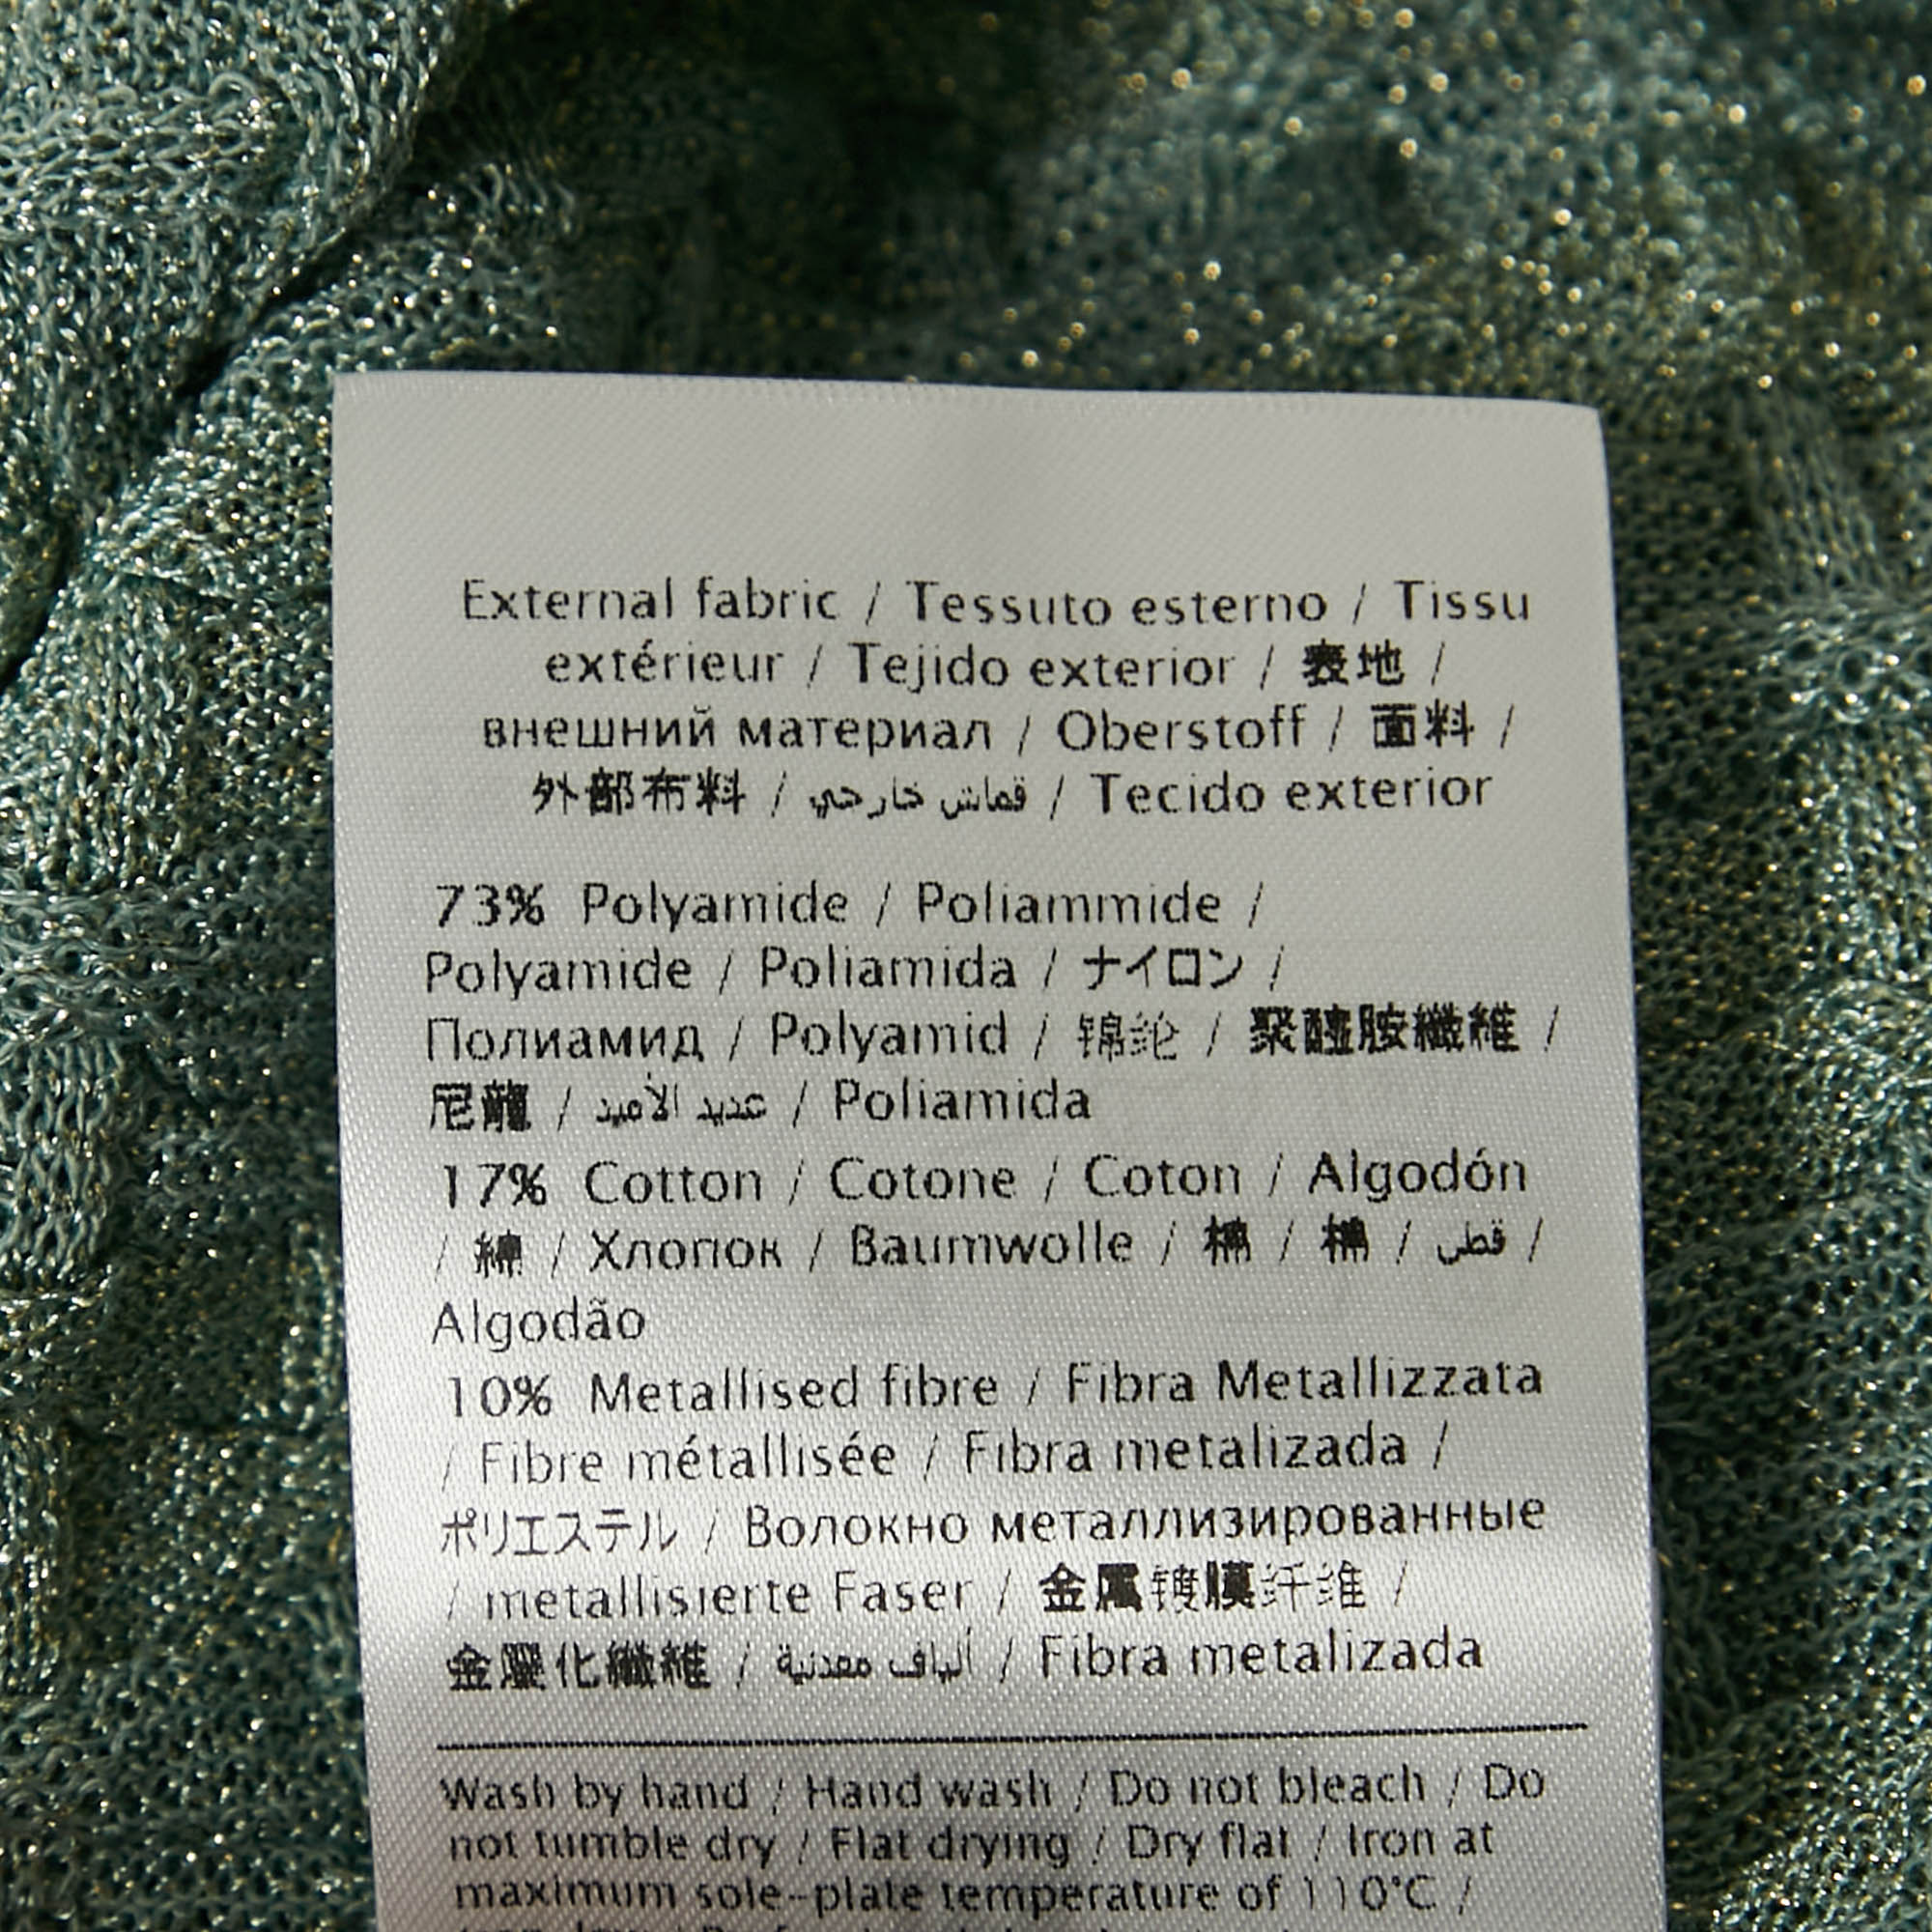 External fabric / Tessuto esterno / Tissu
extérieur / Tejido exterior / 表地 /
внешний материал / Oberstoff / 面料 /
外部布料 / قماش خارجي / Tecido exterior
73% Polyamide / Poliammide /
Polyamide / Poliamida / ナイロン /
Полиамид / Polyamid / 锦纶 / 聚醯胺纖維 /
尼龍 / عديد الأميد / Poliamida
17% Cotton / Cotone / Coton / Algodón
/ 綿 / Хлопок / Baumwolle / 棉 / 棉 / قطن /
Algodão
10% Metallised fibre / Fibra Metallizzata
/ Fibre métallisée / Fibra metalizada /
ポリエステル / Волокно металлизированные
/ metallisierte Faser / 金属镀膜纤维 /
金屬化纖維 / ألياف معدنية / Fibra metalizada
Wash by hand / Hand wash / Do not bleach / Do
not tumble dry / Flat drying / Dry flat / Iron at
maximum sole-plate temperature of 110°C /